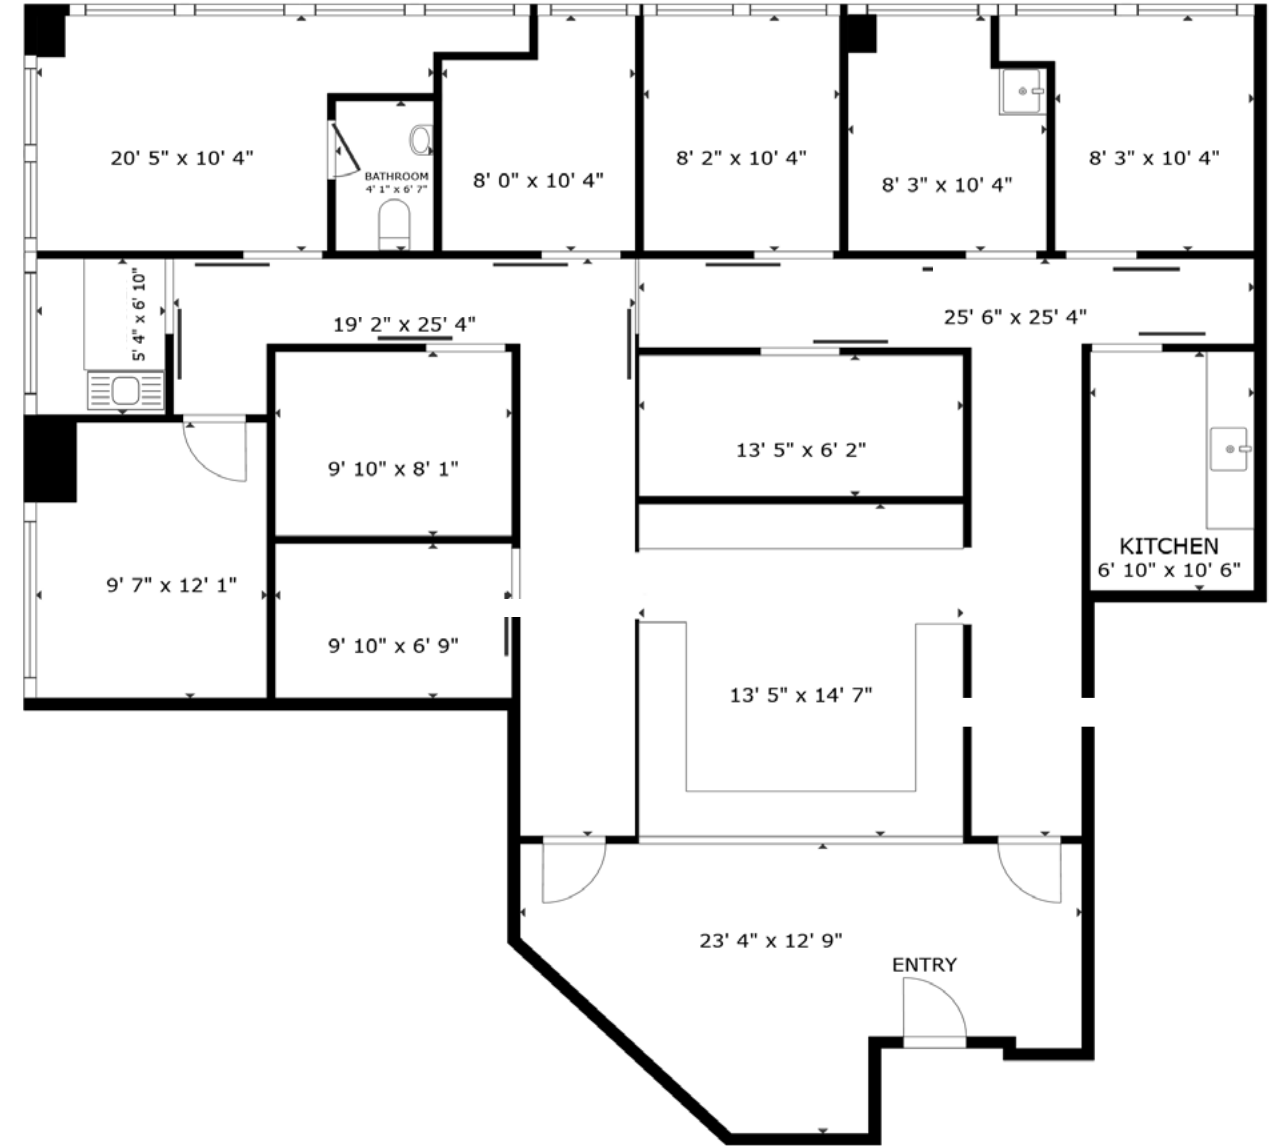 20' 5" x 10' 4"
BATHROOM
4' 1" x 6' 7"
8' 0" x 10' 4"
8' 2" x 10' 4"
8' 3" x 10' 4"
8' 3" x 10' 4"
5' 4" x 6' 10"
19' 2" x 25' 4"
25' 6" x 25' 4"
9' 10" x 8' 1"
13' 5" x 6' 2"
KITCHEN
6' 10" x 10' 6"
9' 7" x 12' 1"
9' 10" x 6' 9"
13' 5" x 14' 7"
23' 4" x 12' 9"
ENTRY